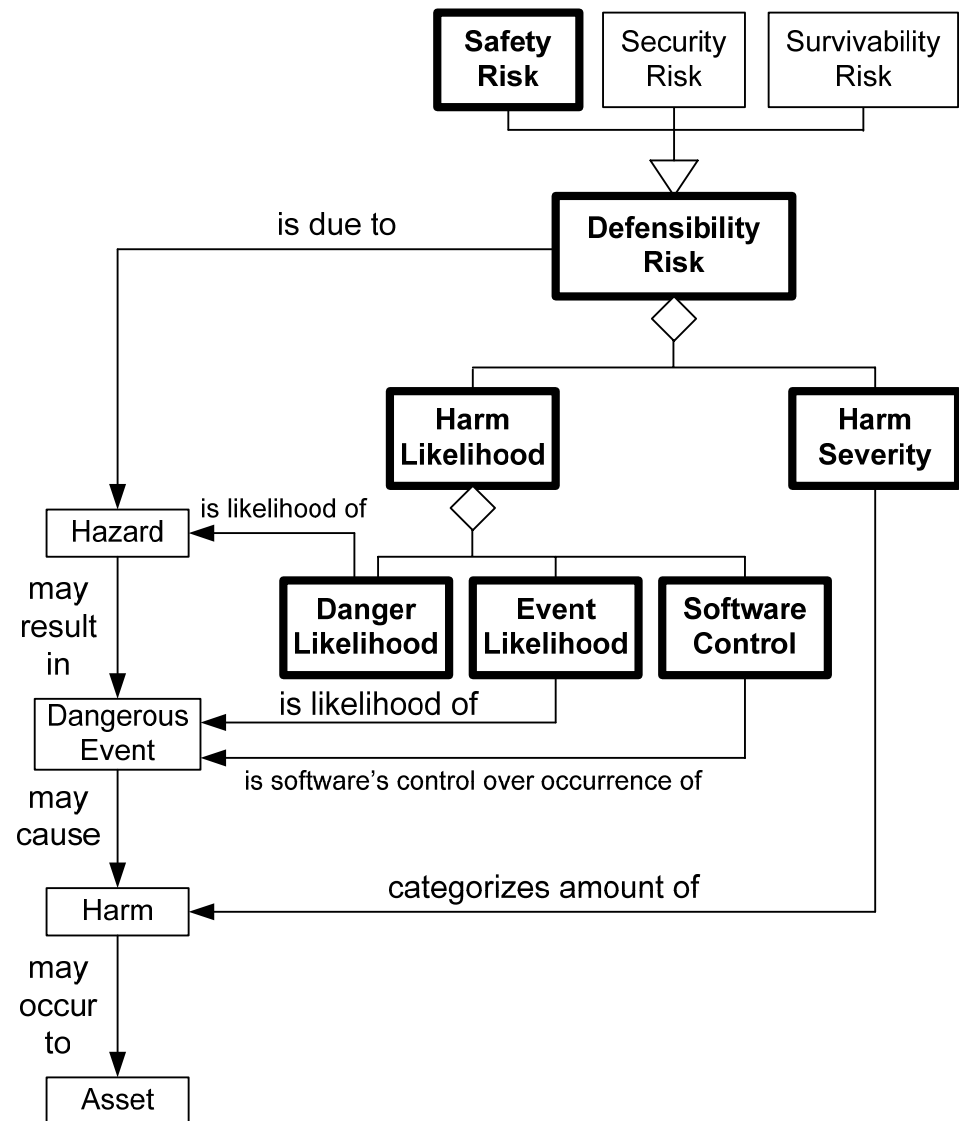 Safety
Risk
Security
Risk
Survivability
Risk
is due to
Defensibility
Risk
Harm
Likelihood
Harm
Severity
is likelihood of
Hazard
may
result
in
Danger
Likelihood
Event
Likelihood
Software
Control
is likelihood of
Dangerous
Event
is software's control over occurrence of
may
cause
categorizes amount of
Harm
may
occur
to
Asset